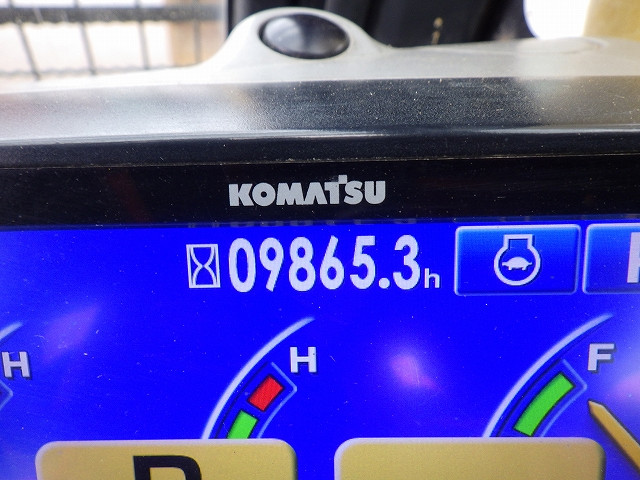 KOMATSU
09865.3h
H H F
P